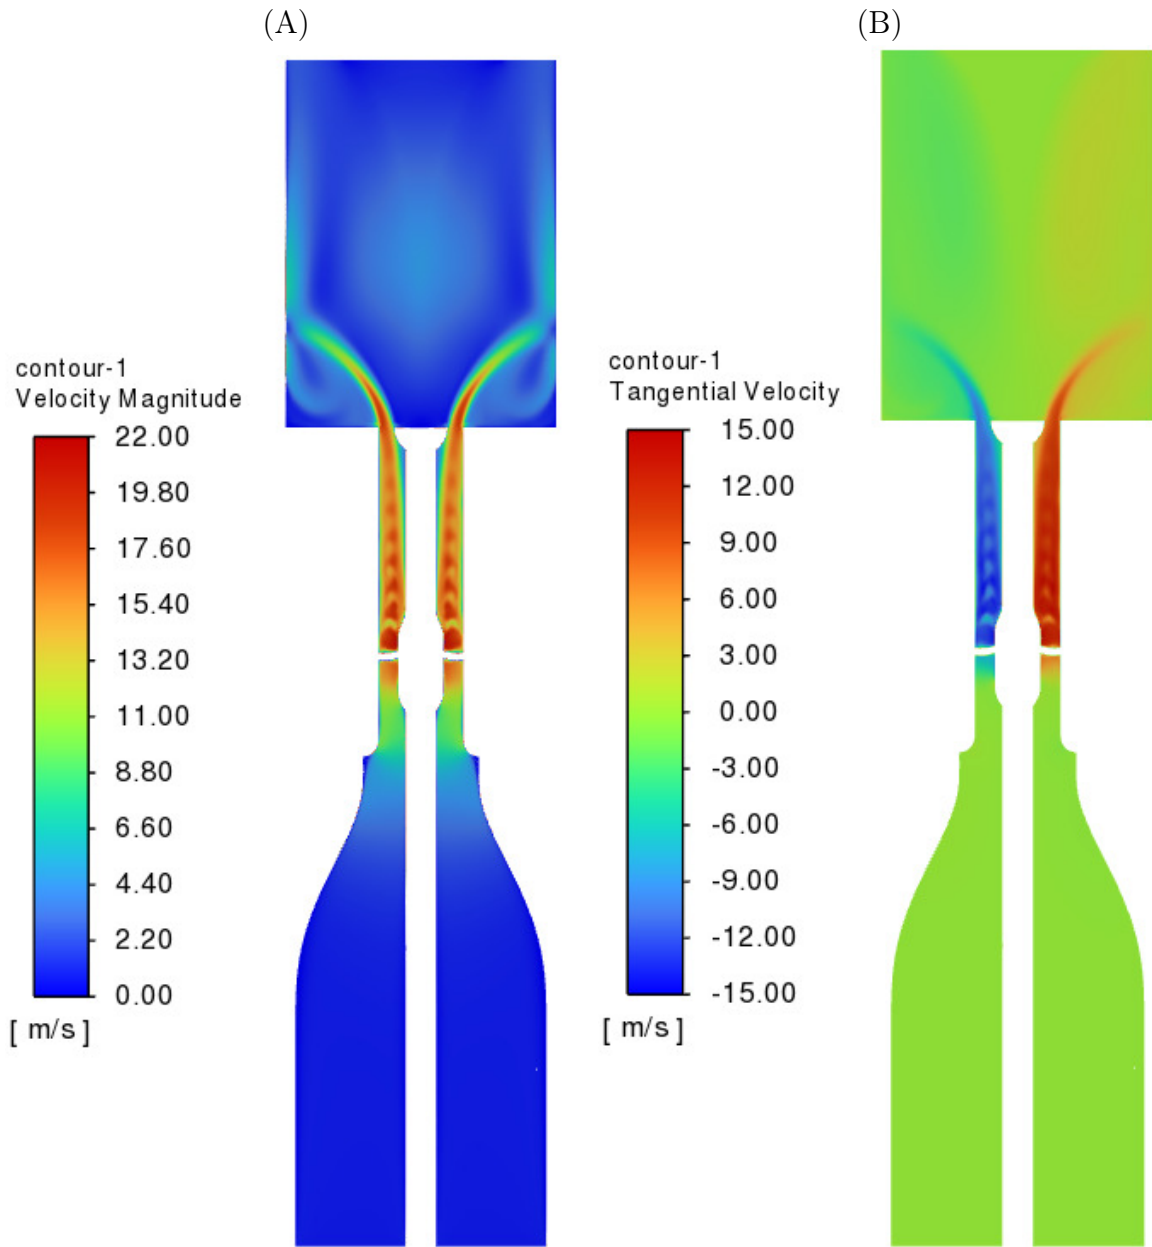 (A)
(B)
contour-1
Velocity Magnitude
22.00
19.80
17.60
15.40
13.20
11.00
8.80
6.60
4.40
2.20
0.00
[ m/s ]
contour-1
Tangential Velocity
15.00
12.00
9.00
6.00
3.00
0.00
-3.00
-6.00
-9.00
-12.00
-15.00
[ m/s ]